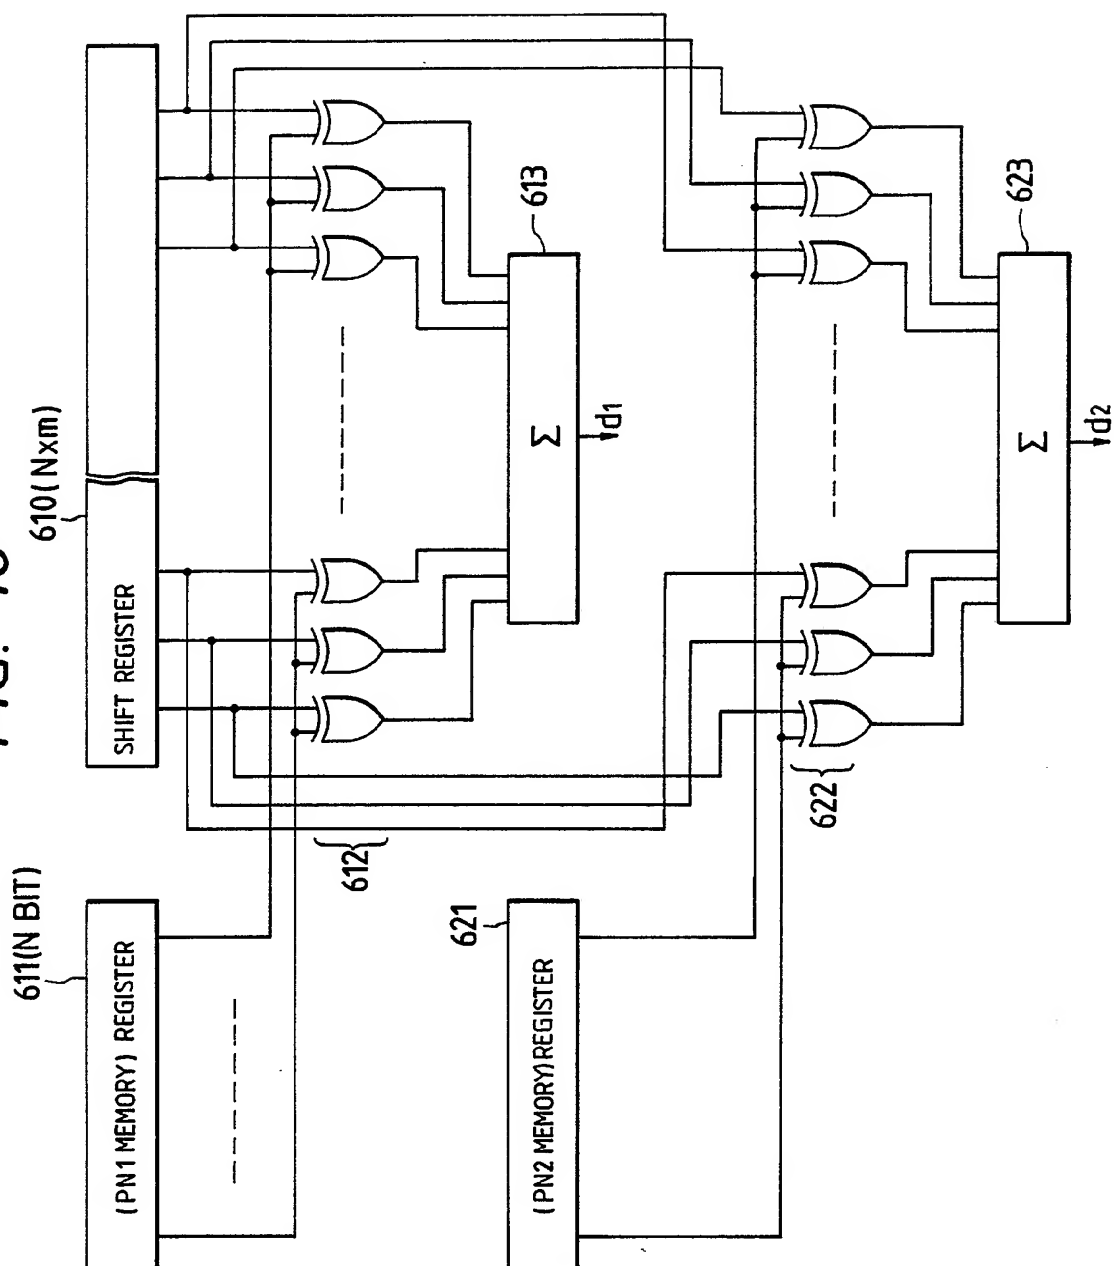 610(Nxm)
SHIFT REGISTER
611(N BIT)
(PN1 MEMORY) REGISTER
612
613
Σ
d1
621
(PN2 MEMORY) REGISTER
622
623
Σ
d2